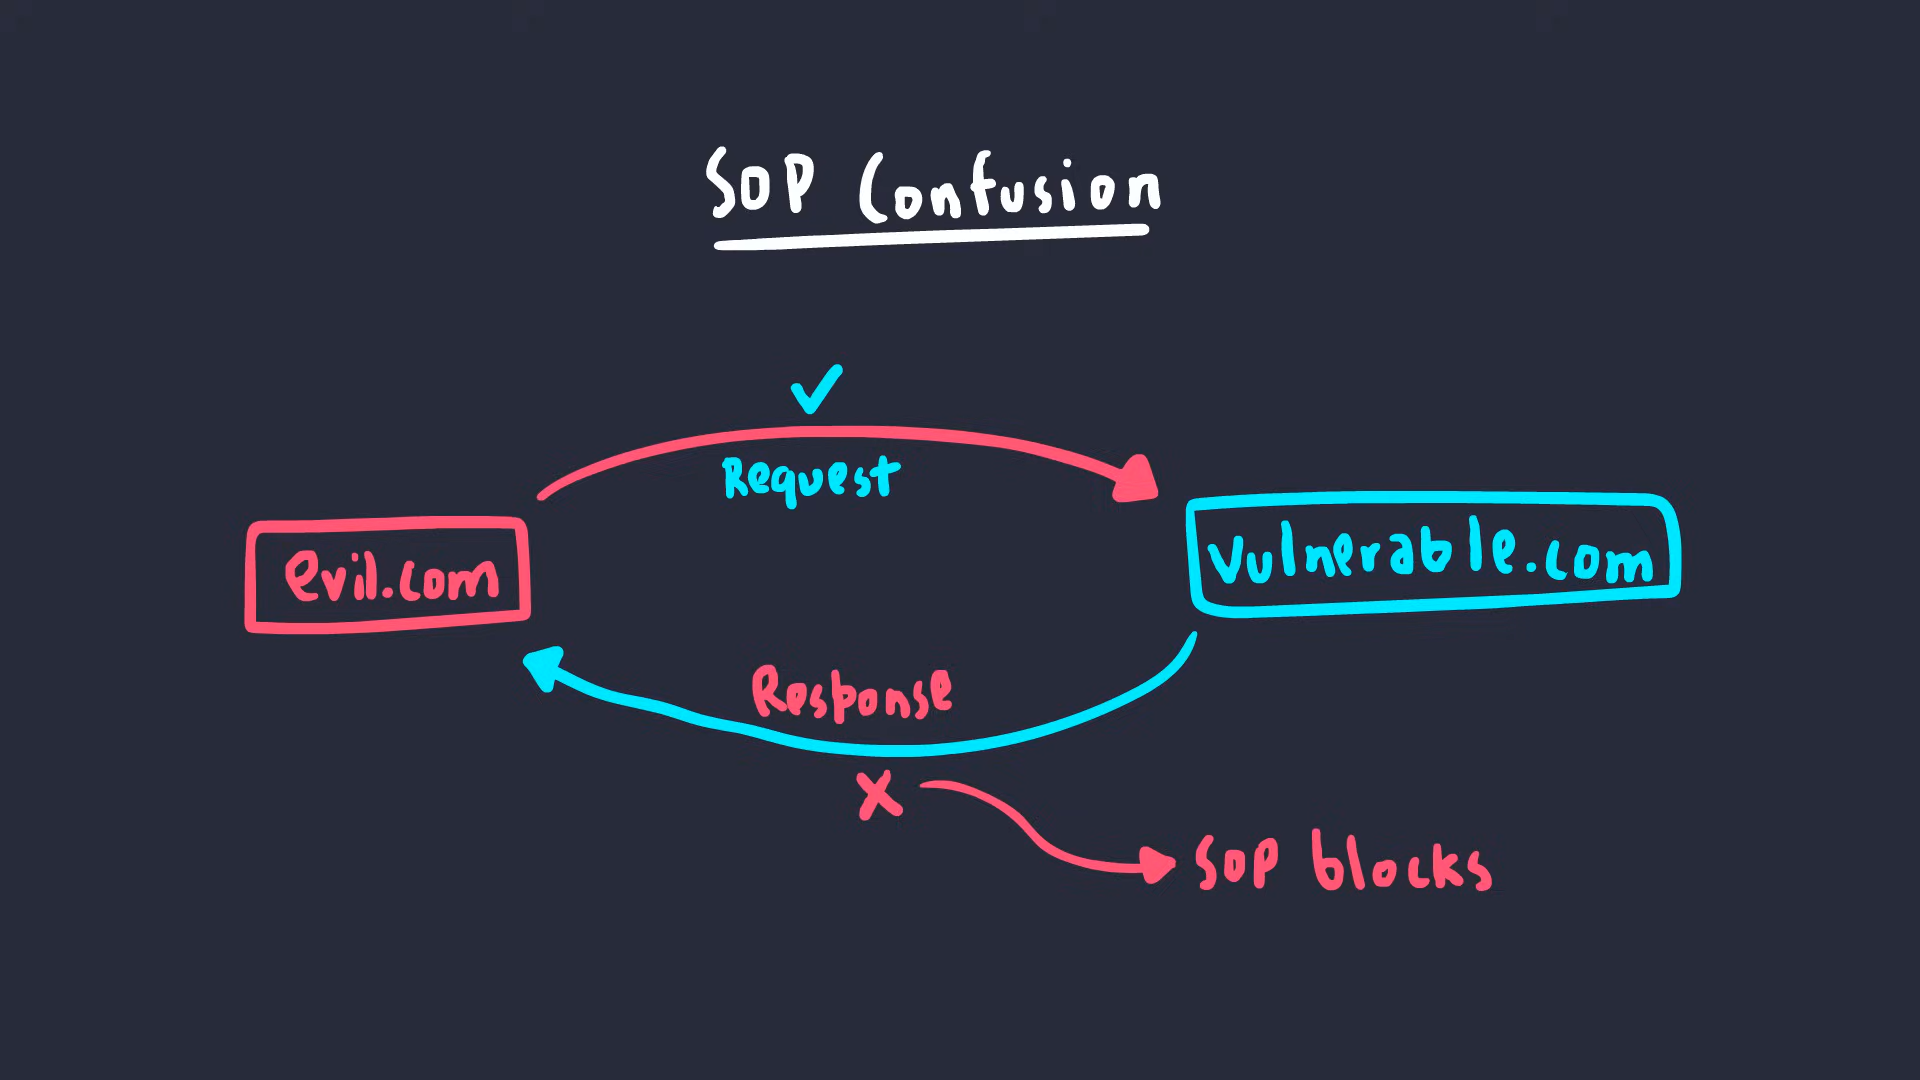 SOP Confusion
Request
evil.com
vulnerable.com
Response
SOP blocks